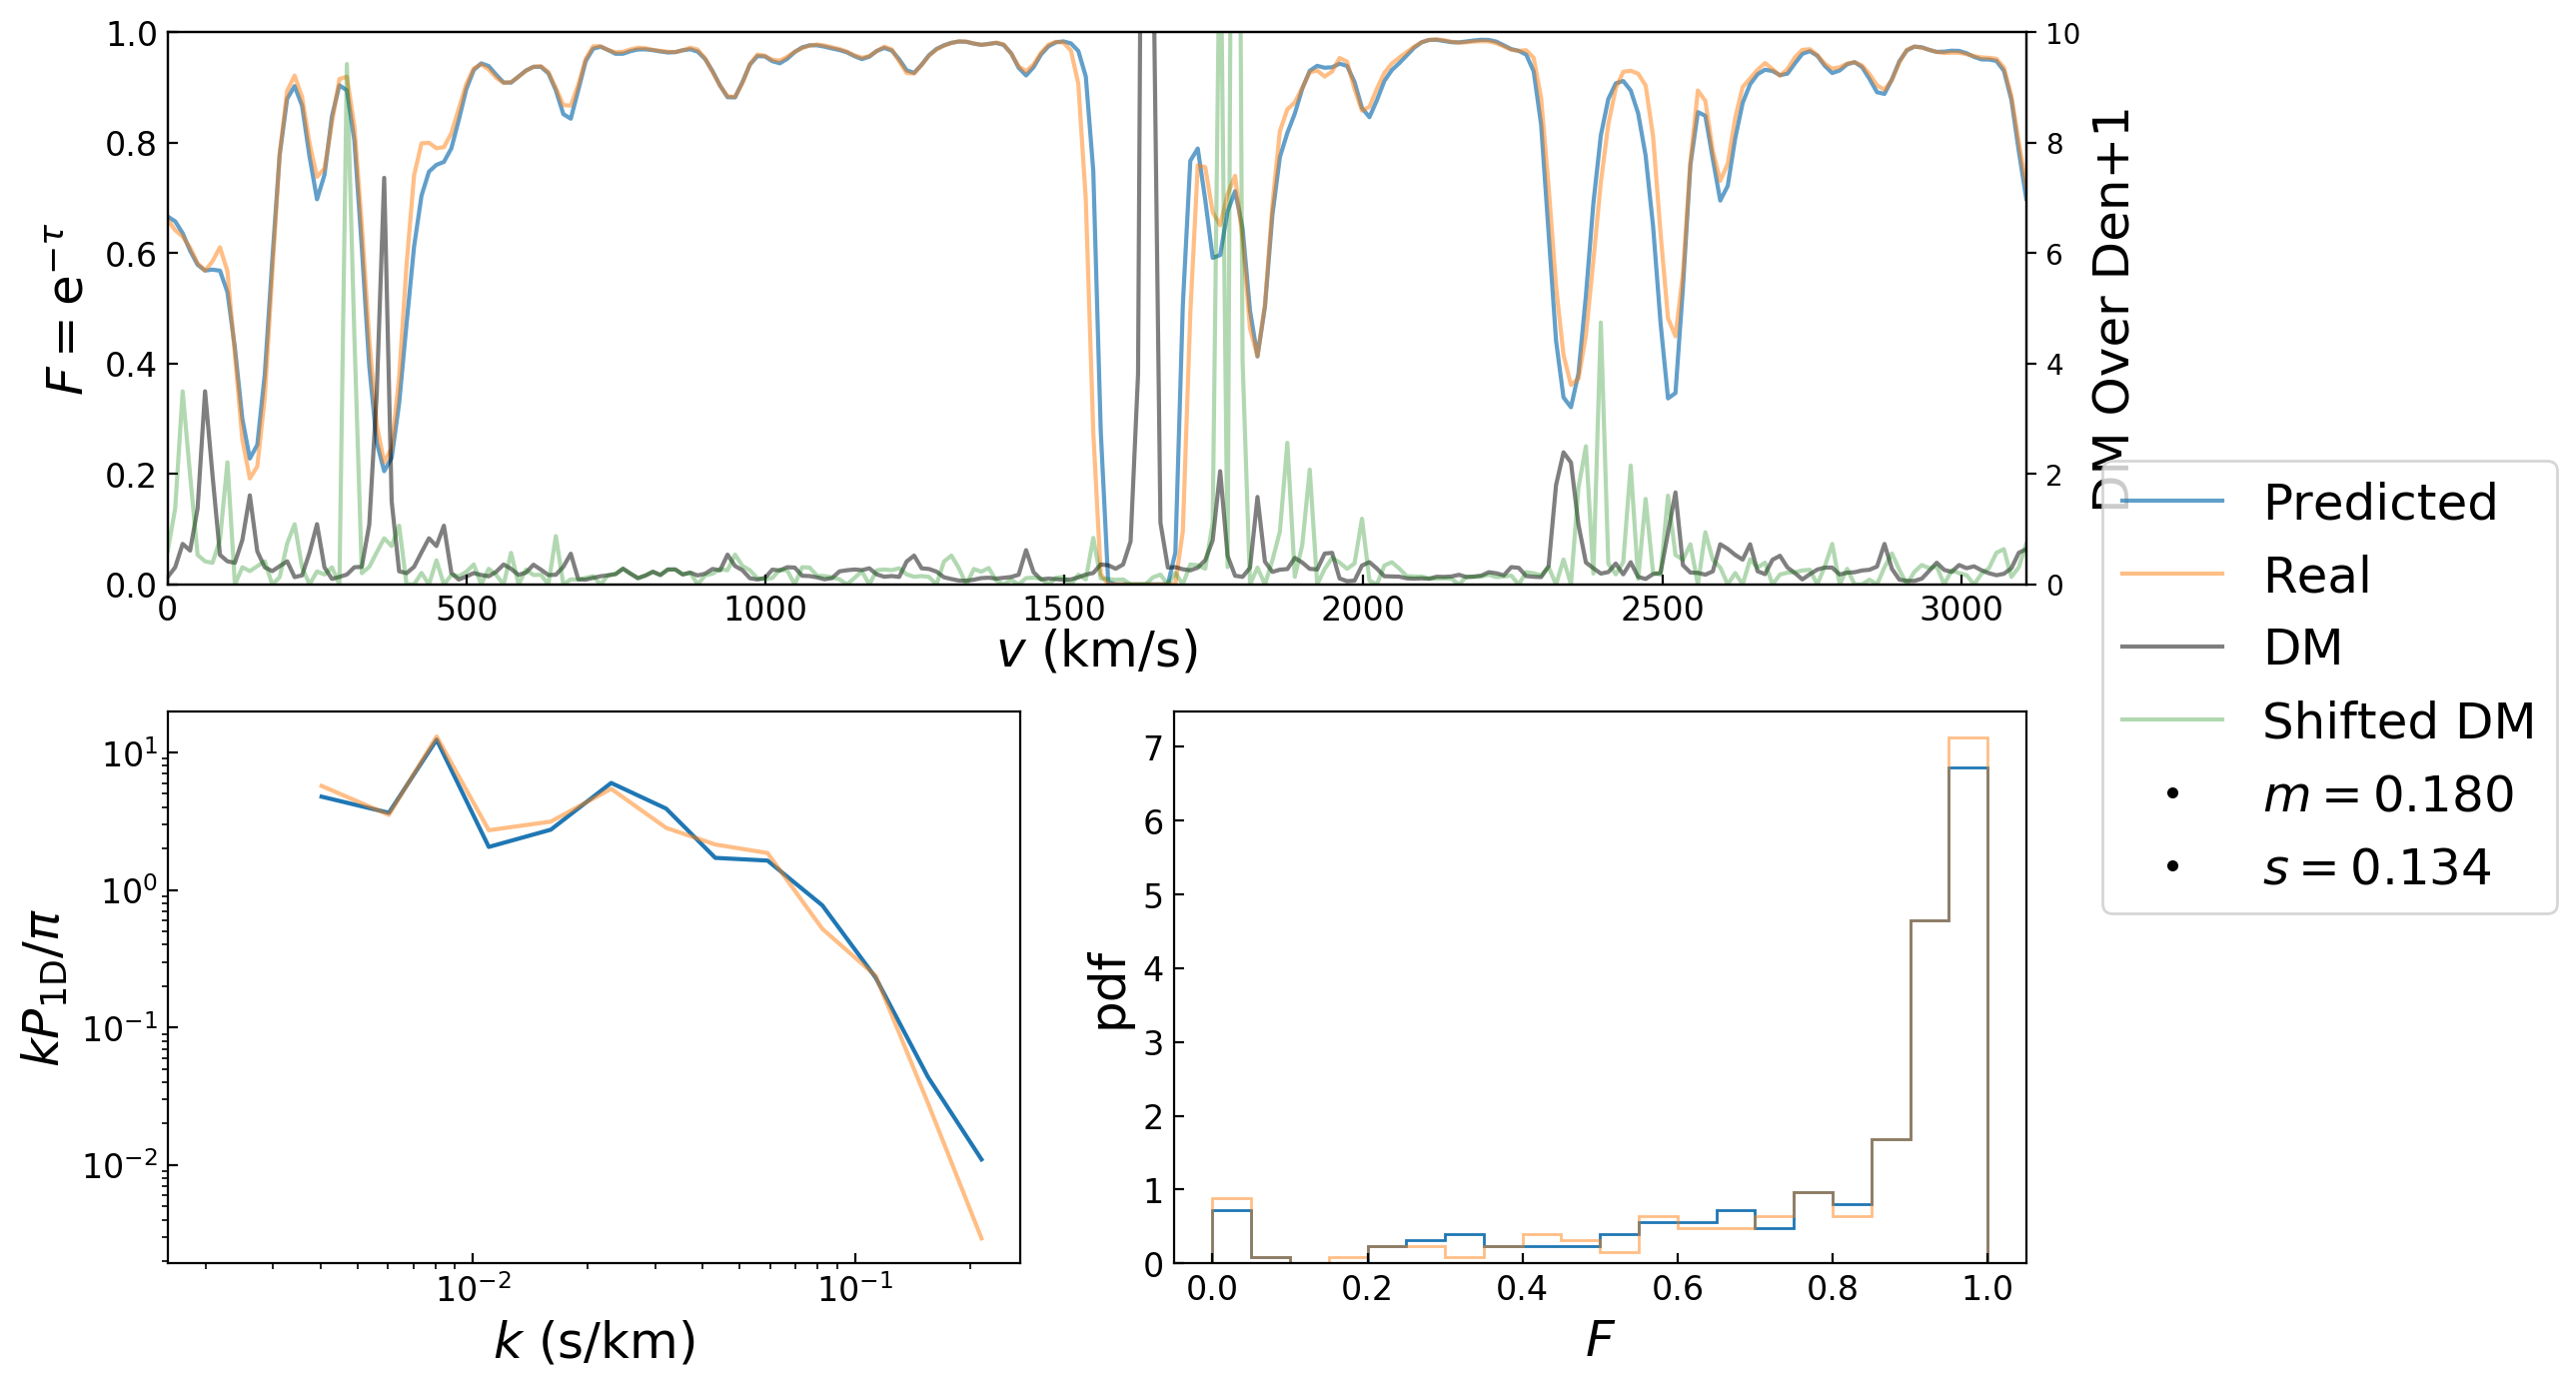 1.0
0.8
0.6
0.4
0.2
0.0
F = e^{−τ}
10
8
6
4
2
0
DM Over Den+1
0 500 1000 1500 2000 2500 3000
v (km/s)
Predicted
Real
DM
Shifted DM
m = 0.180
s = 0.134
10^1
10^0
10^{−1}
10^{−2}
kP_{1D}/π
10^{−2} 10^{−1}
k (s/km)
7
6
5
4
3
2
1
0
pdf
0.0 0.2 0.4 0.6 0.8 1.0
F